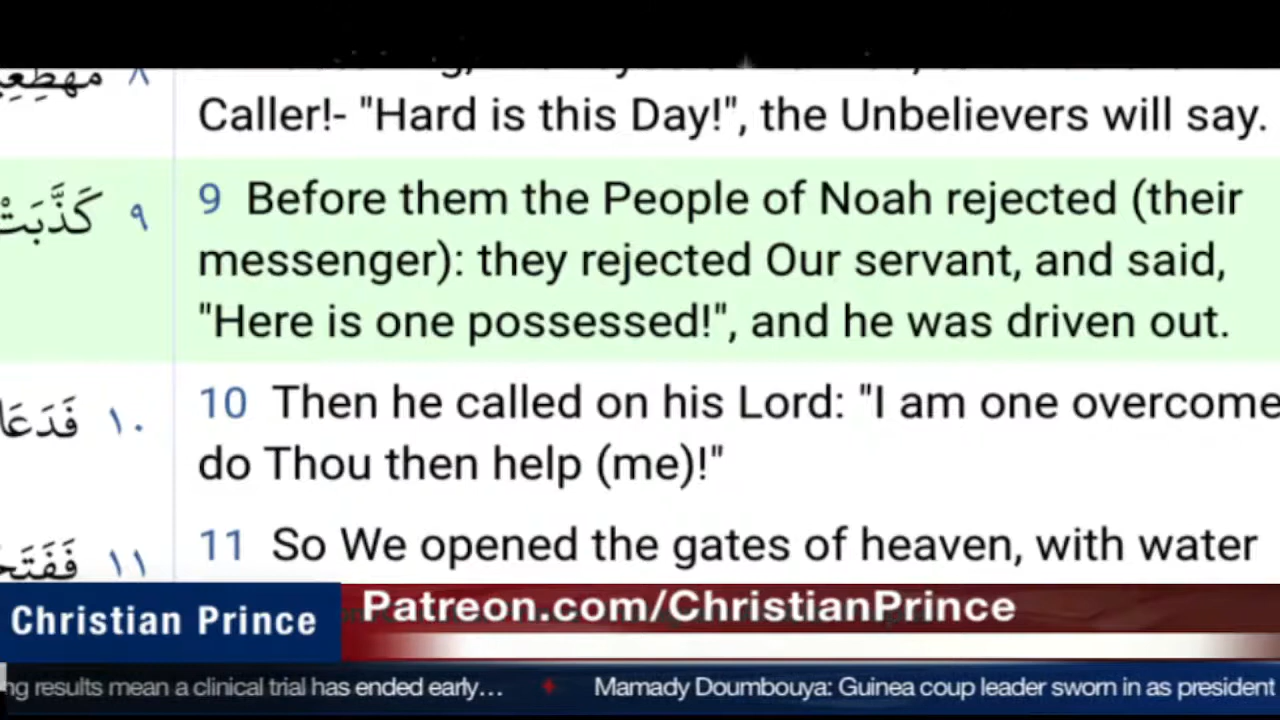 Caller!- "Hard is this Day!", the Unbelievers will say.
٨
9 Before them the People of Noah rejected (their
messenger): they rejected Our servant, and said,
"Here is one possessed!", and he was driven out.
كَذَّبَتْ ٩
10 Then he called on his Lord: "I am one overcome
do Thou then help (me)!"
فَدَعَا ١٠
11 So We opened the gates of heaven, with water
١١
Christian Prince
Patreon.com/ChristianPrince
ng results mean a clinical trial has ended early... Mamady Doumbouya: Guinea coup leader sworn in as president